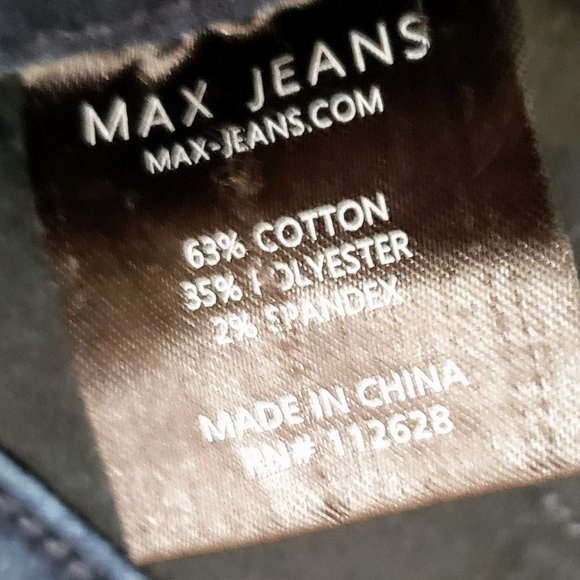 MAX JEANS
MAX-JEANS.COM
63% COTTON
35% POLYESTER
2% SPANDEX
MADE IN CHINA
RN# 112628